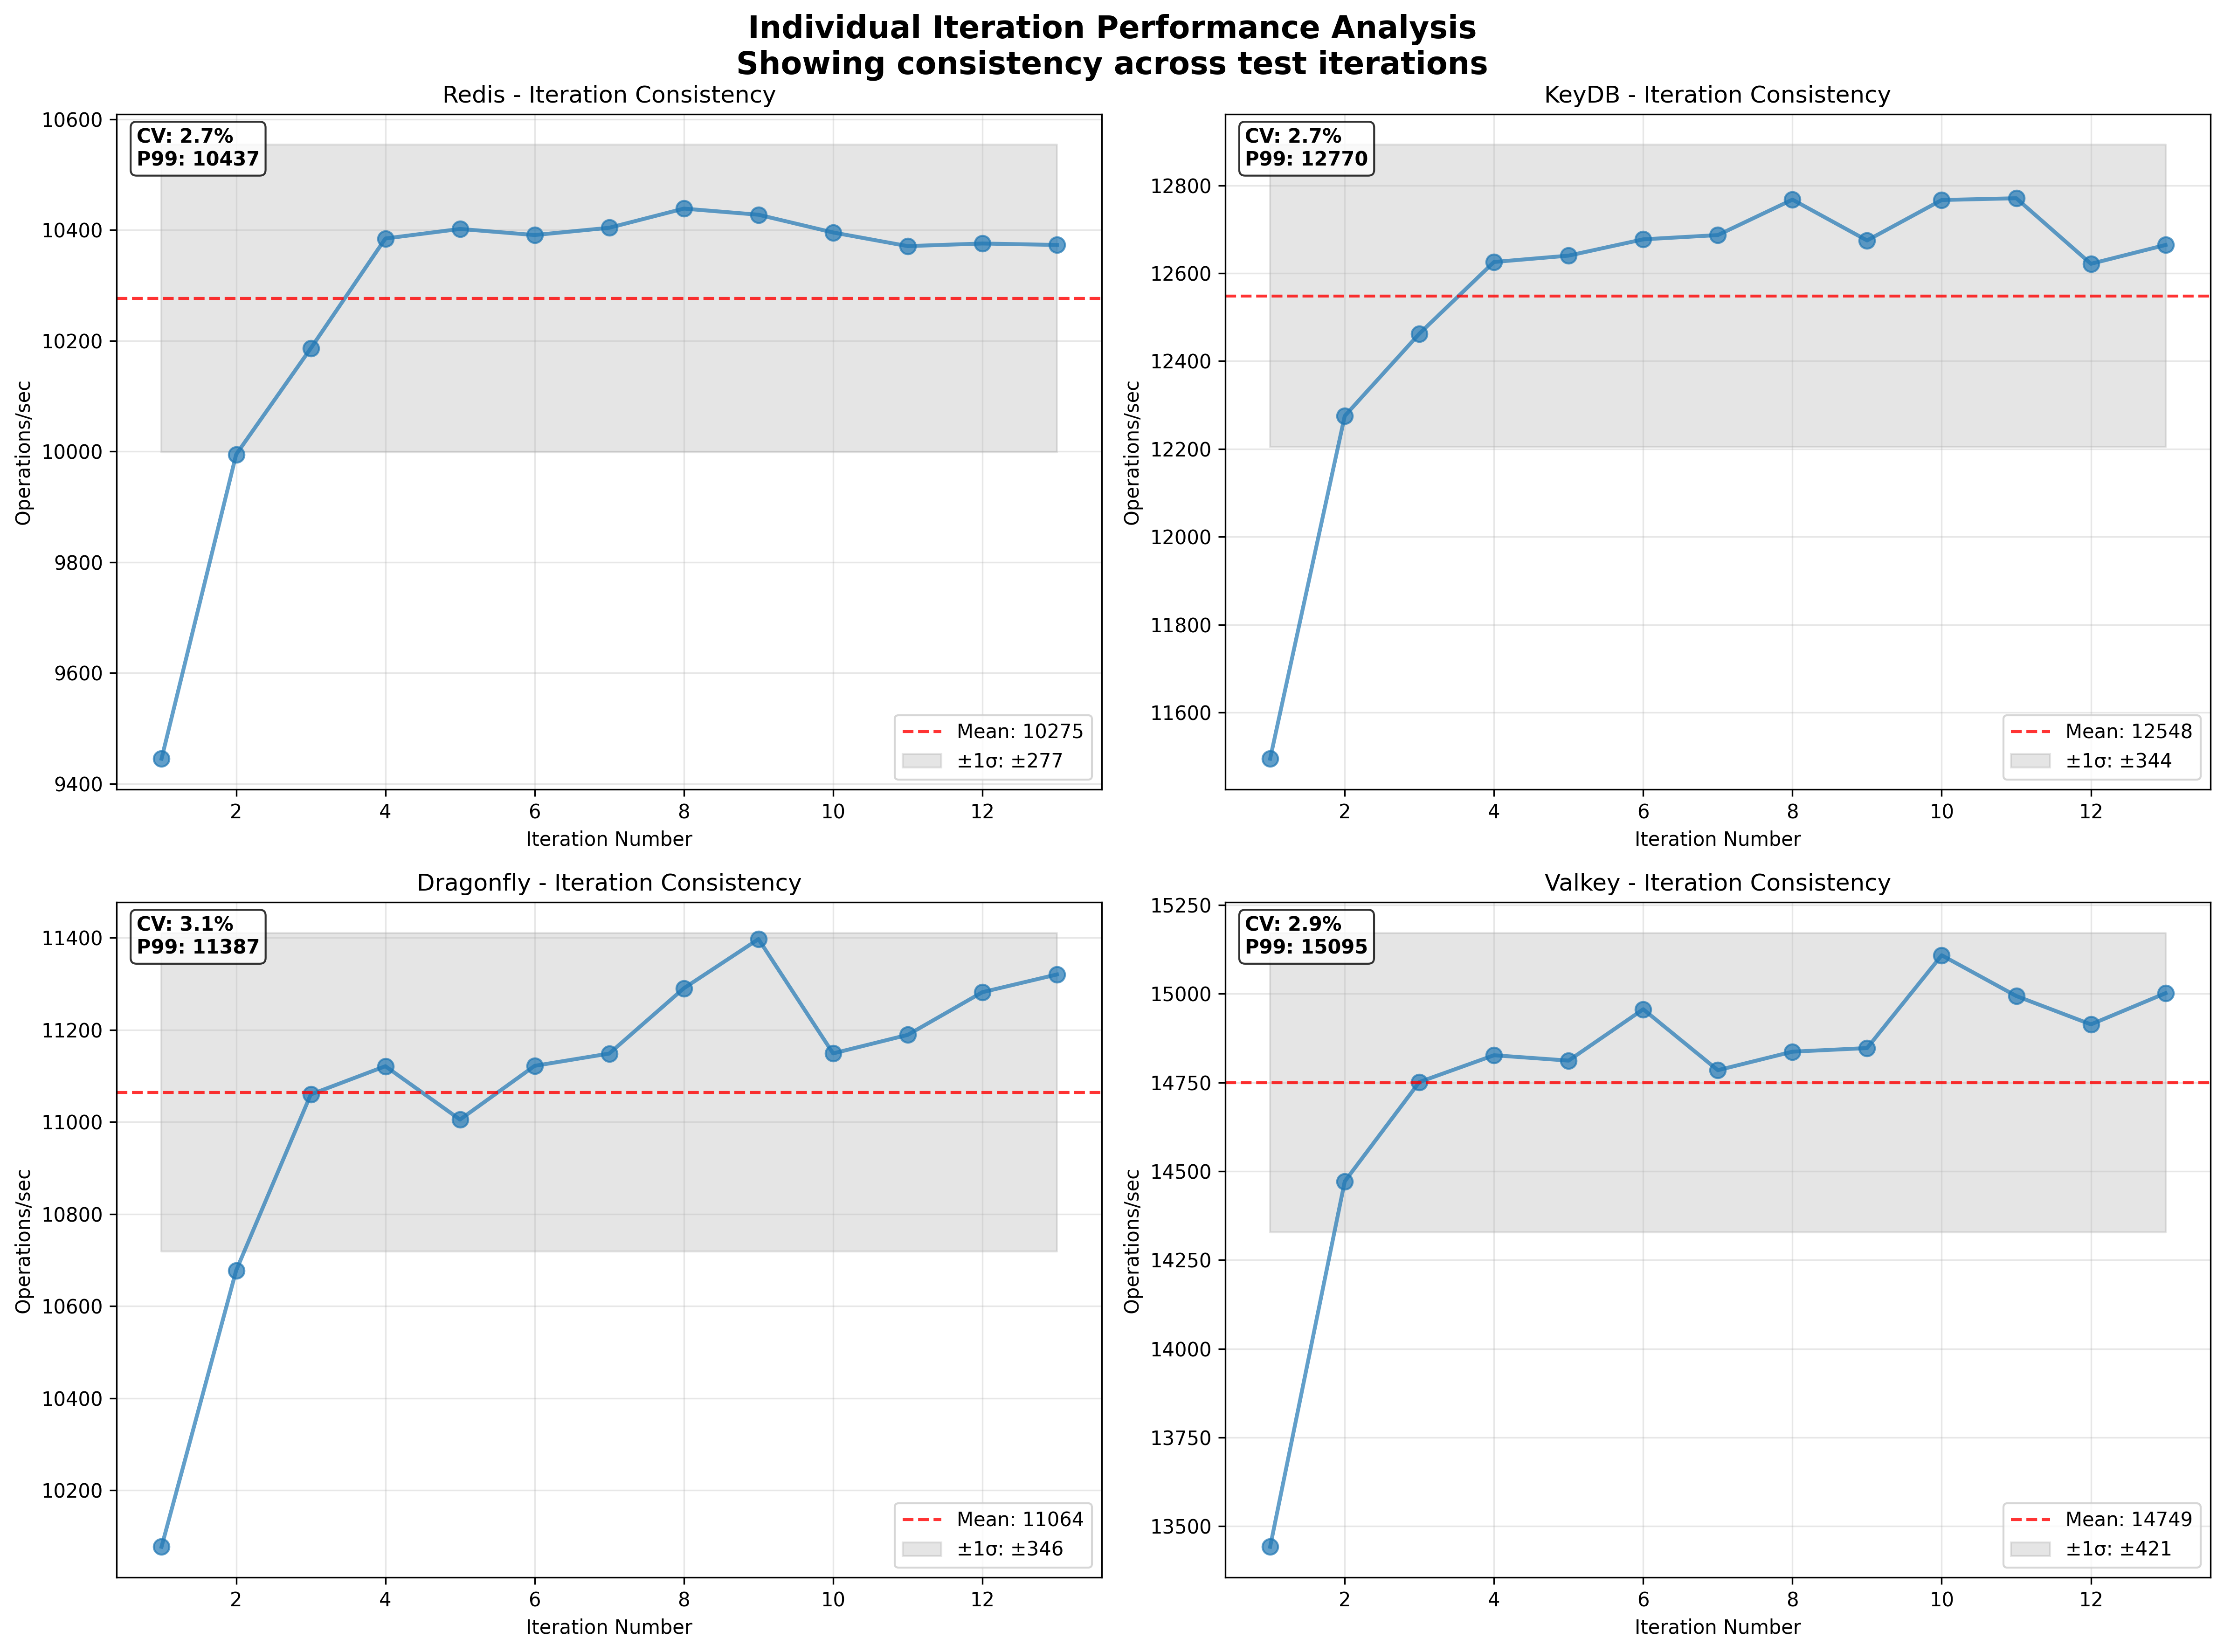 Individual Iteration Performance Analysis
Showing consistency across test iterations
Redis - Iteration Consistency
CV: 2.7%
P99: 10437
10600
10400
10200
10000
9800
9600
9400
Operations/sec
Mean: 10275
±1σ: ±277
2 4 6 8 10 12
Iteration Number
KeyDB - Iteration Consistency
CV: 2.7%
P99: 12770
12800
12600
12400
12200
12000
11800
11600
Operations/sec
Mean: 12548
±1σ: ±344
2 4 6 8 10 12
Iteration Number
Dragonfly - Iteration Consistency
CV: 3.1%
P99: 11387
11400
11200
11000
10800
10600
10400
10200
Operations/sec
Mean: 11064
±1σ: ±346
2 4 6 8 10 12
Iteration Number
Valkey - Iteration Consistency
CV: 2.9%
P99: 15095
15250
15000
14750
14500
14250
14000
13750
13500
Operations/sec
Mean: 14749
±1σ: ±421
2 4 6 8 10 12
Iteration Number